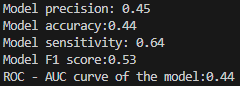 Model precision: 0.45
Model accuracy:0.44
Model sensitivity: 0.64
Model F1 score:0.53
ROC - AUC curve of the model:0.44